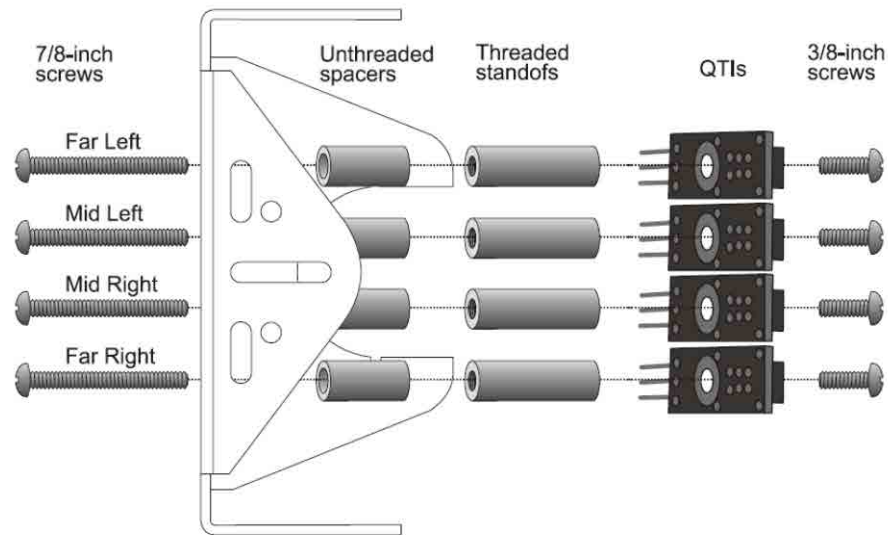 7/8-inch
screws
Unthreaded
spacers
Threaded
standofs
QTIs
3/8-inch
screws
Far Left
Mid Left
Mid Right
Far Right